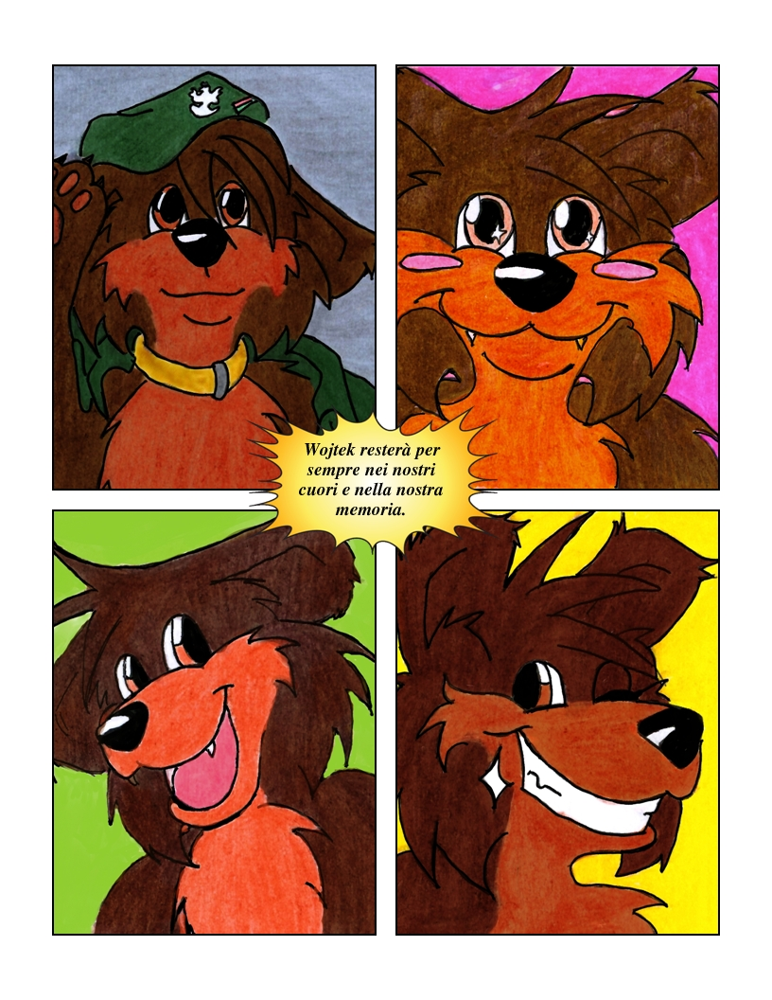 Wojtek resterà per
sempre nei nostri
cuori e nella nostra
memoria.